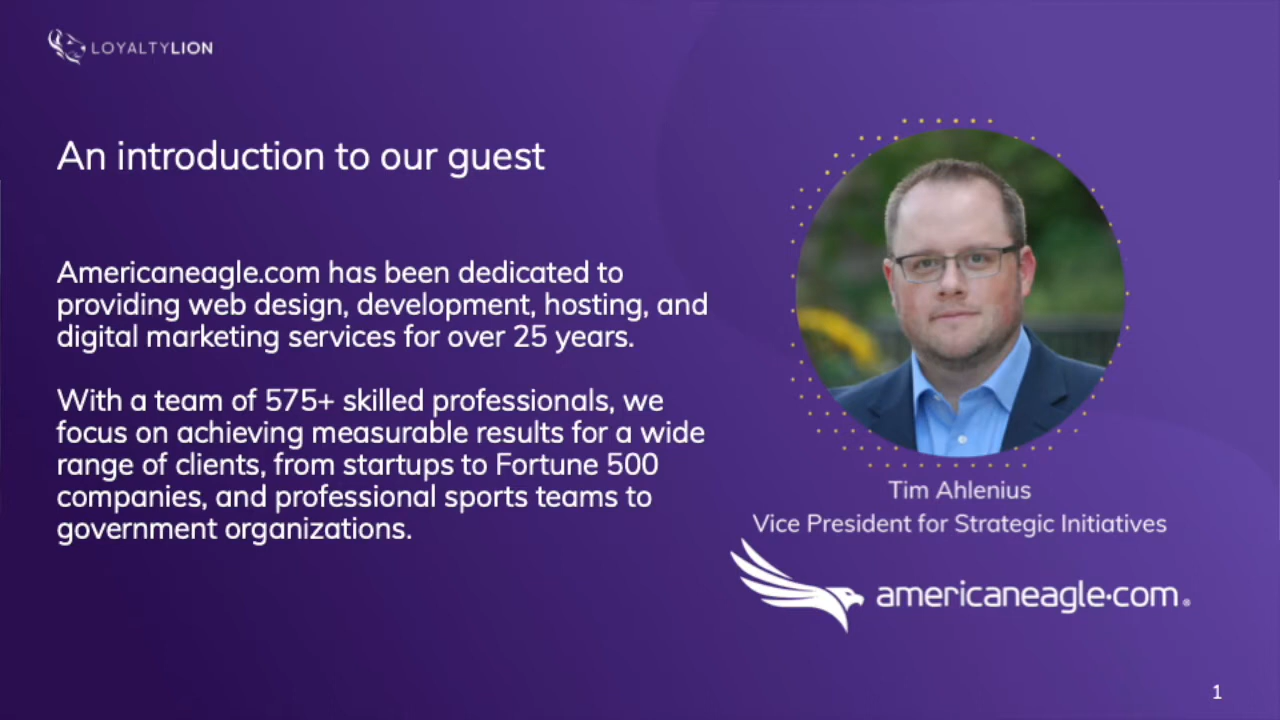 LOYALTYLION
An introduction to our guest
Americaneagle.com has been dedicated to
providing web design, development, hosting, and
digital marketing services for over 25 years.
With a team of 575+ skilled professionals, we
focus on achieving measurable results for a wide
range of clients, from startups to Fortune 500
companies, and professional sports teams to
government organizations.
Tim Ahlenius
Vice President for Strategic Initiatives
americaneagle.com®
1